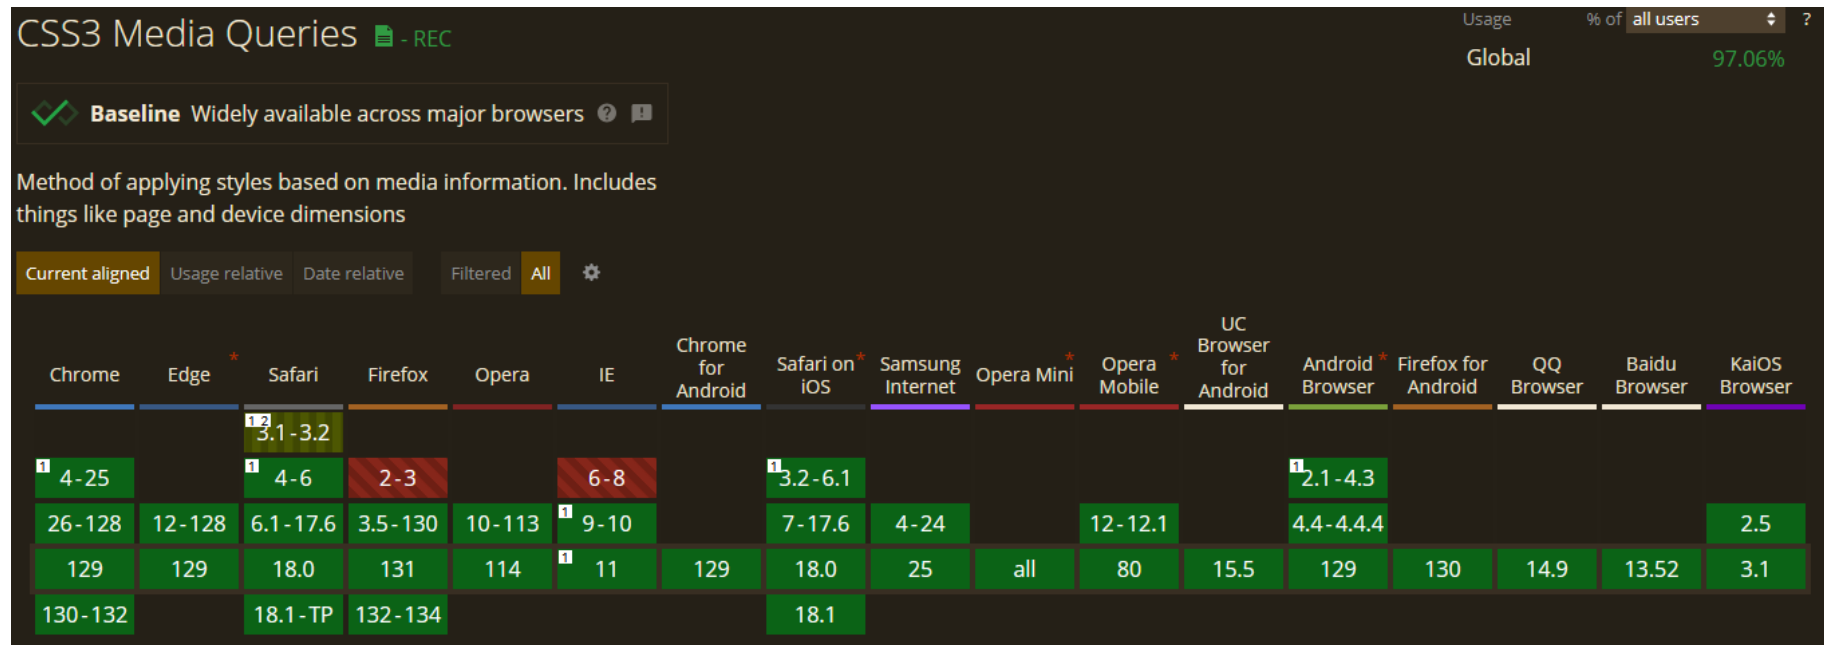 CSS3 Media Queries - REC
Usage % of all users ?
Global 97.06%
Baseline Widely available across major browsers ?
Method of applying styles based on media information. Includes
things like page and device dimensions
Current aligned Usage relative Date relative Filtered All
Chrome Edge * Safari Firefox Opera IE Chrome for Android Safari on iOS * Samsung Internet Opera Mini * Opera Mobile * UC Browser for Android Android Browser * Firefox for Android QQ Browser Baidu Browser KaiOS Browser
1 2 3.1-3.2
1 4-25 1 4-6 2-3 6-8 1 3.2-6.1 1 2.1-4.3
26-128 12-128 6.1-17.6 3.5-130 10-113 1 9-10 7-17.6 4-24 12-12.1 4.4-4.4.4 2.5
129 129 18.0 131 114 1 11 129 18.0 25 all 80 15.5 129 130 14.9 13.52 3.1
130-132 18.1-TP 132-134 18.1